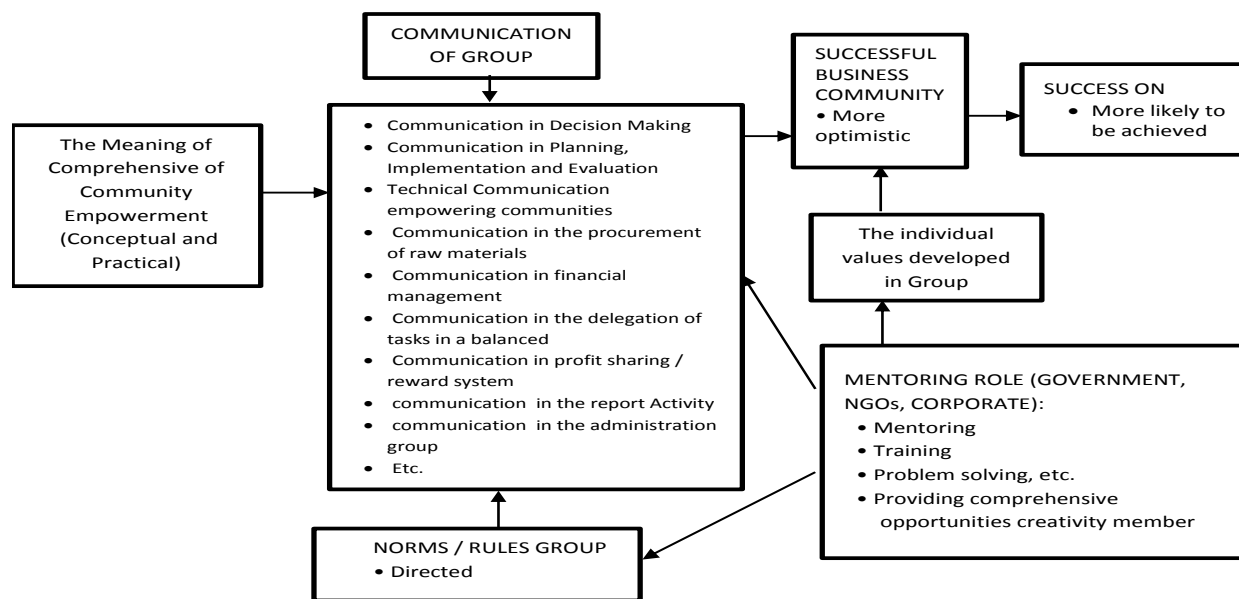 COMMUNICATION
OF GROUP
SUCCESSFUL
BUSINESS
COMMUNITY
• More
optimistic
SUCCESS ON
• More likely to
be achieved
The Meaning of
Comprehensive of
Community
Empowerment
(Conceptual and
Practical)
• Communication in Decision Making
• Communication in Planning,
Implementation and Evaluation
• Technical Communication
empowering communities
• Communication in the procurement
of raw materials
• Communication in financial
management
• Communication in the delegation of
tasks in a balanced
• Communication in profit sharing /
reward system
• communication in the report Activity
• communication in the administration
group
• Etc.
The individual
values developed
in Group
MENTORING ROLE (GOVERNMENT,
NGOs, CORPORATE):
• Mentoring
• Training
• Problem solving, etc.
• Providing comprehensive
opportunities creativity member
NORMS / RULES GROUP
• Directed